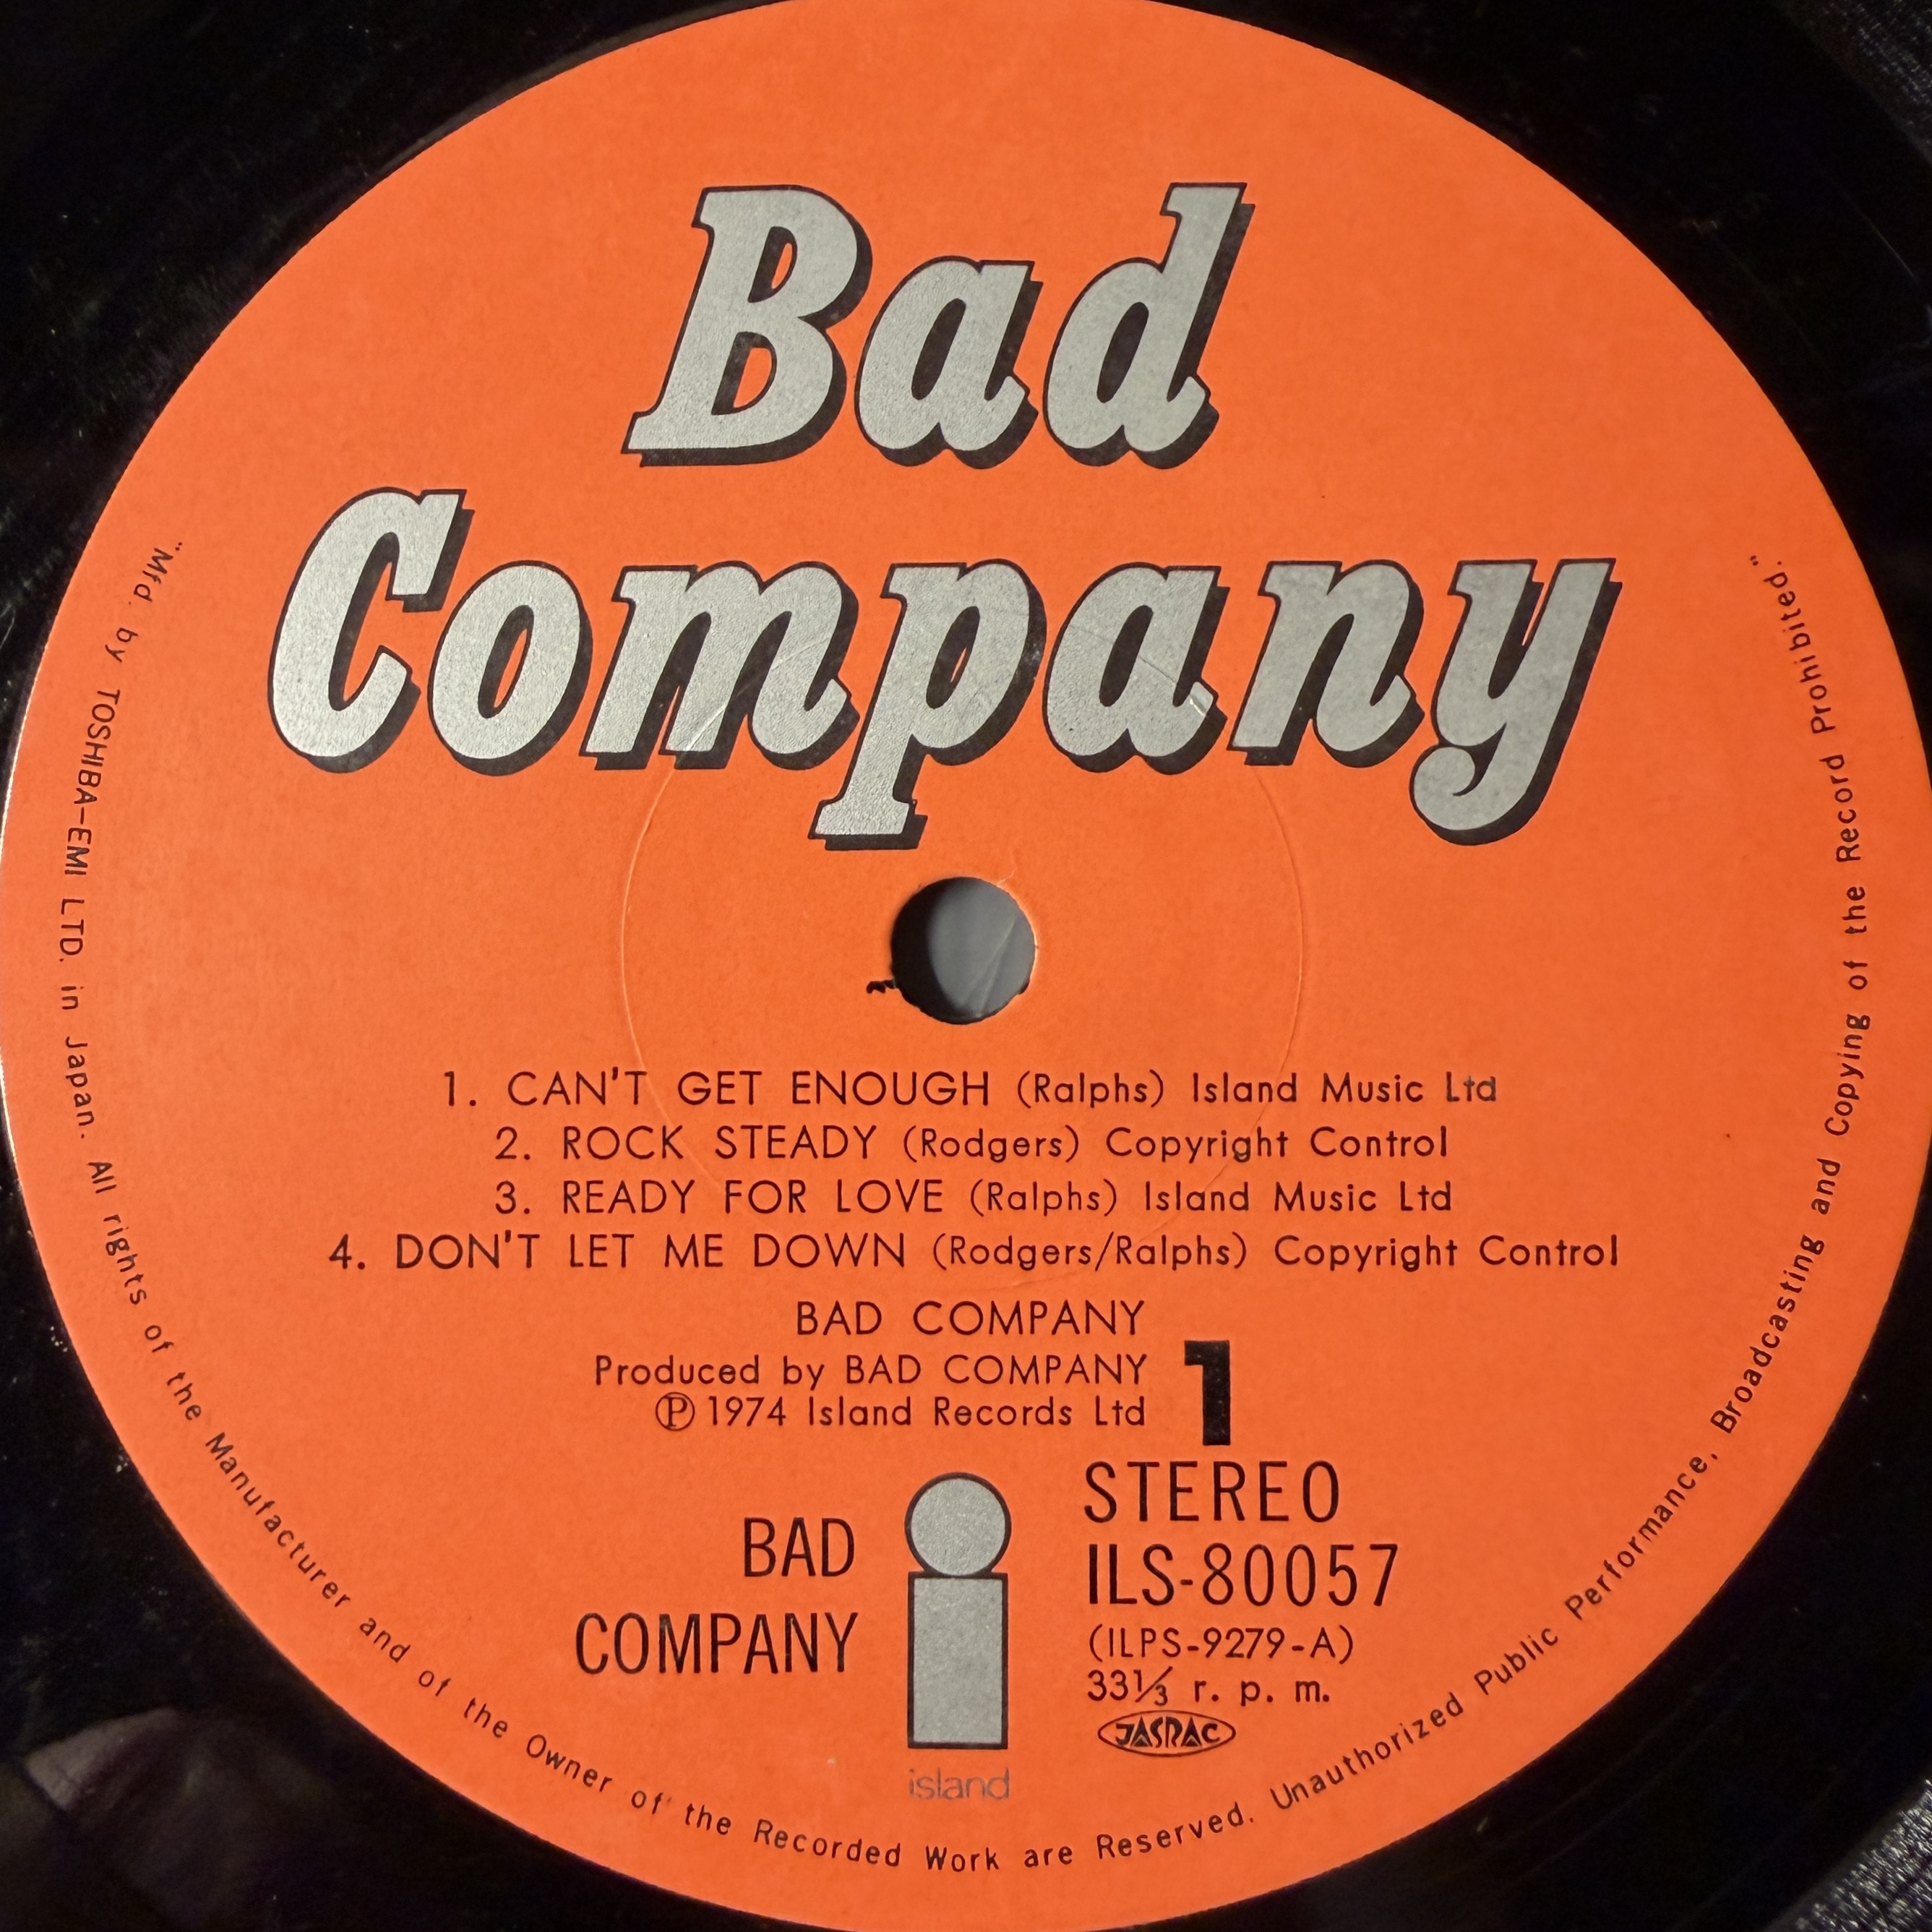 Bad
Company
1. CAN'T GET ENOUGH (Ralphs) Island Music Ltd
2. ROCK STEADY (Rodgers) Copyright Control
3. READY FOR LOVE (Ralphs) Island Music Ltd
4. DON'T LET ME DOWN (Rodgers/Ralphs) Copyright Control
BAD COMPANY
Produced by BAD COMPANY
Ⓟ 1974 Island Records Ltd
1
BAD
COMPANY
island
STEREO
ILS-80057
(ILPS-9279-A)
33⅓ r. p. m.
JASRAC
"Mfd. by TOSHIBA-EMI LTD. in Japan. All rights of the Manufacturer and of the Owner of the Recorded Work are Reserved. Unauthorized Public Performance, Broadcasting and Copying of the Record Prohibited."